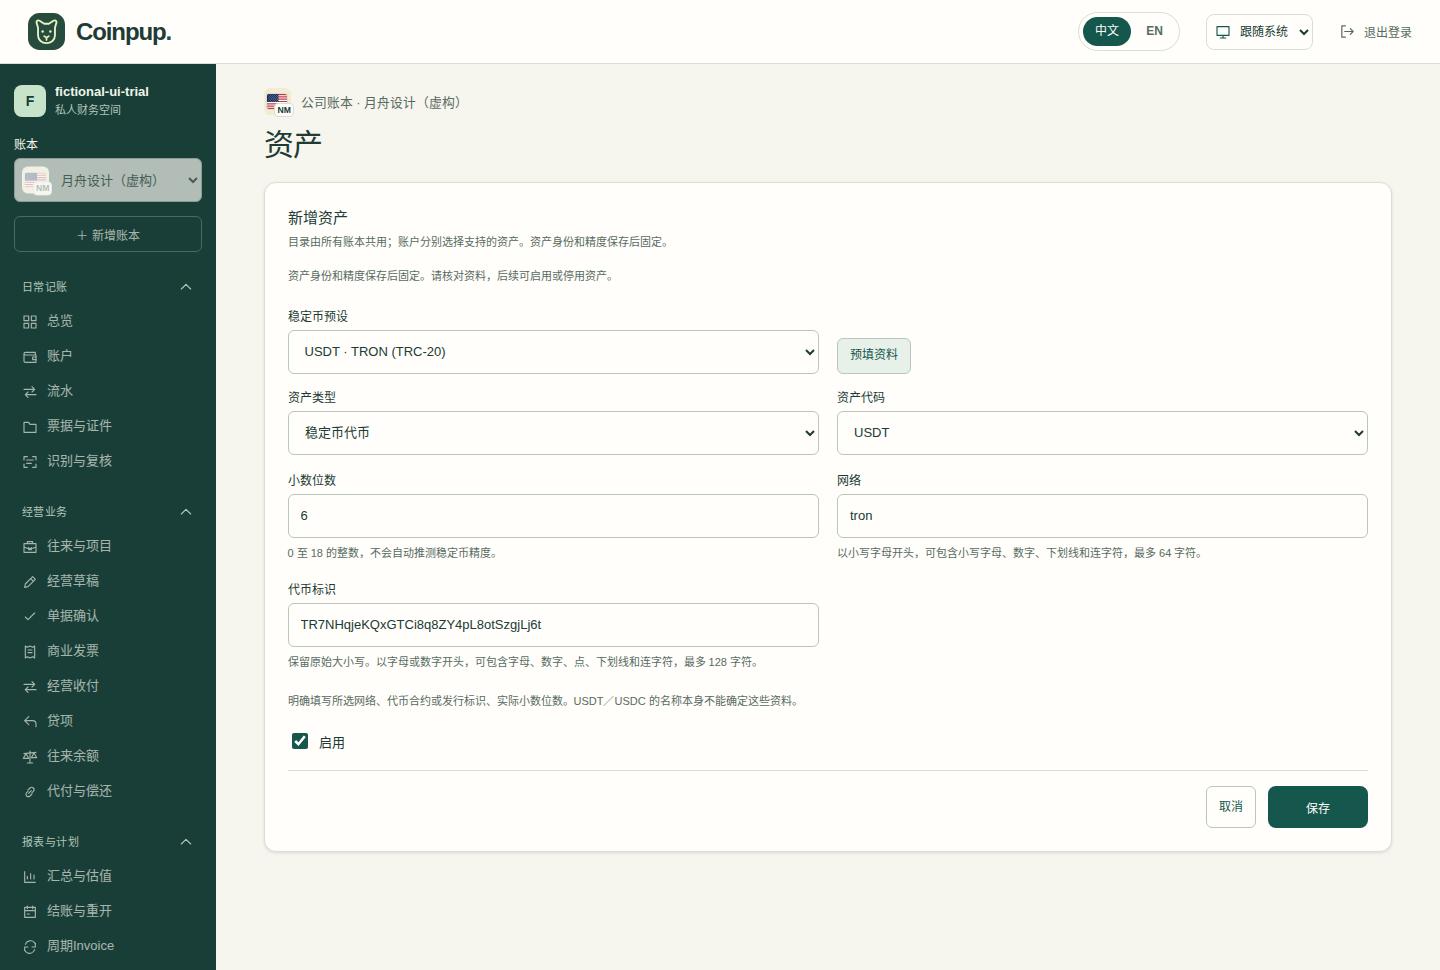 Coinpup.
中文
EN
跟随系统
退出登录
F
fictional-ui-trial
私人财务空间
账本
NM
月舟设计（虚构）
＋ 新增账本
日常记账
总览
账户
流水
票据与证件
识别与复核
经营业务
往来与项目
经营草稿
单据确认
商业发票
经营收付
贷项
往来余额
代付与偿还
报表与计划
汇总与估值
结账与重开
周期Invoice
NM
公司账本 · 月舟设计（虚构）
资产
新增资产
目录由所有账本共用；账户分别选择支持的资产。资产身份和精度保存后固定。
资产身份和精度保存后固定。请核对资料，后续可启用或停用资产。
稳定币预设
USDT · TRON (TRC-20)
预填资料
资产类型
资产代码
稳定币代币
USDT
小数位数
网络
6
tron
0 至 18 的整数，不会自动推测稳定币精度。
以小写字母开头，可包含小写字母、数字、下划线和连字符，最多 64 字符。
代币标识
TR7NHqjeKQxGTCi8q8ZY4pL8otSzgjLj6t
保留原始大小写。以字母或数字开头，可包含字母、数字、点、下划线和连字符，最多 128 字符。
明确填写所选网络、代币合约或发行标识、实际小数位数。USDT／USDC 的名称本身不能确定这些资料。
启用
取消
保存